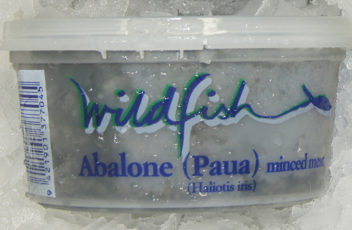 wildfish
Abalone (Paua) minced meat
(Haliotis iris)